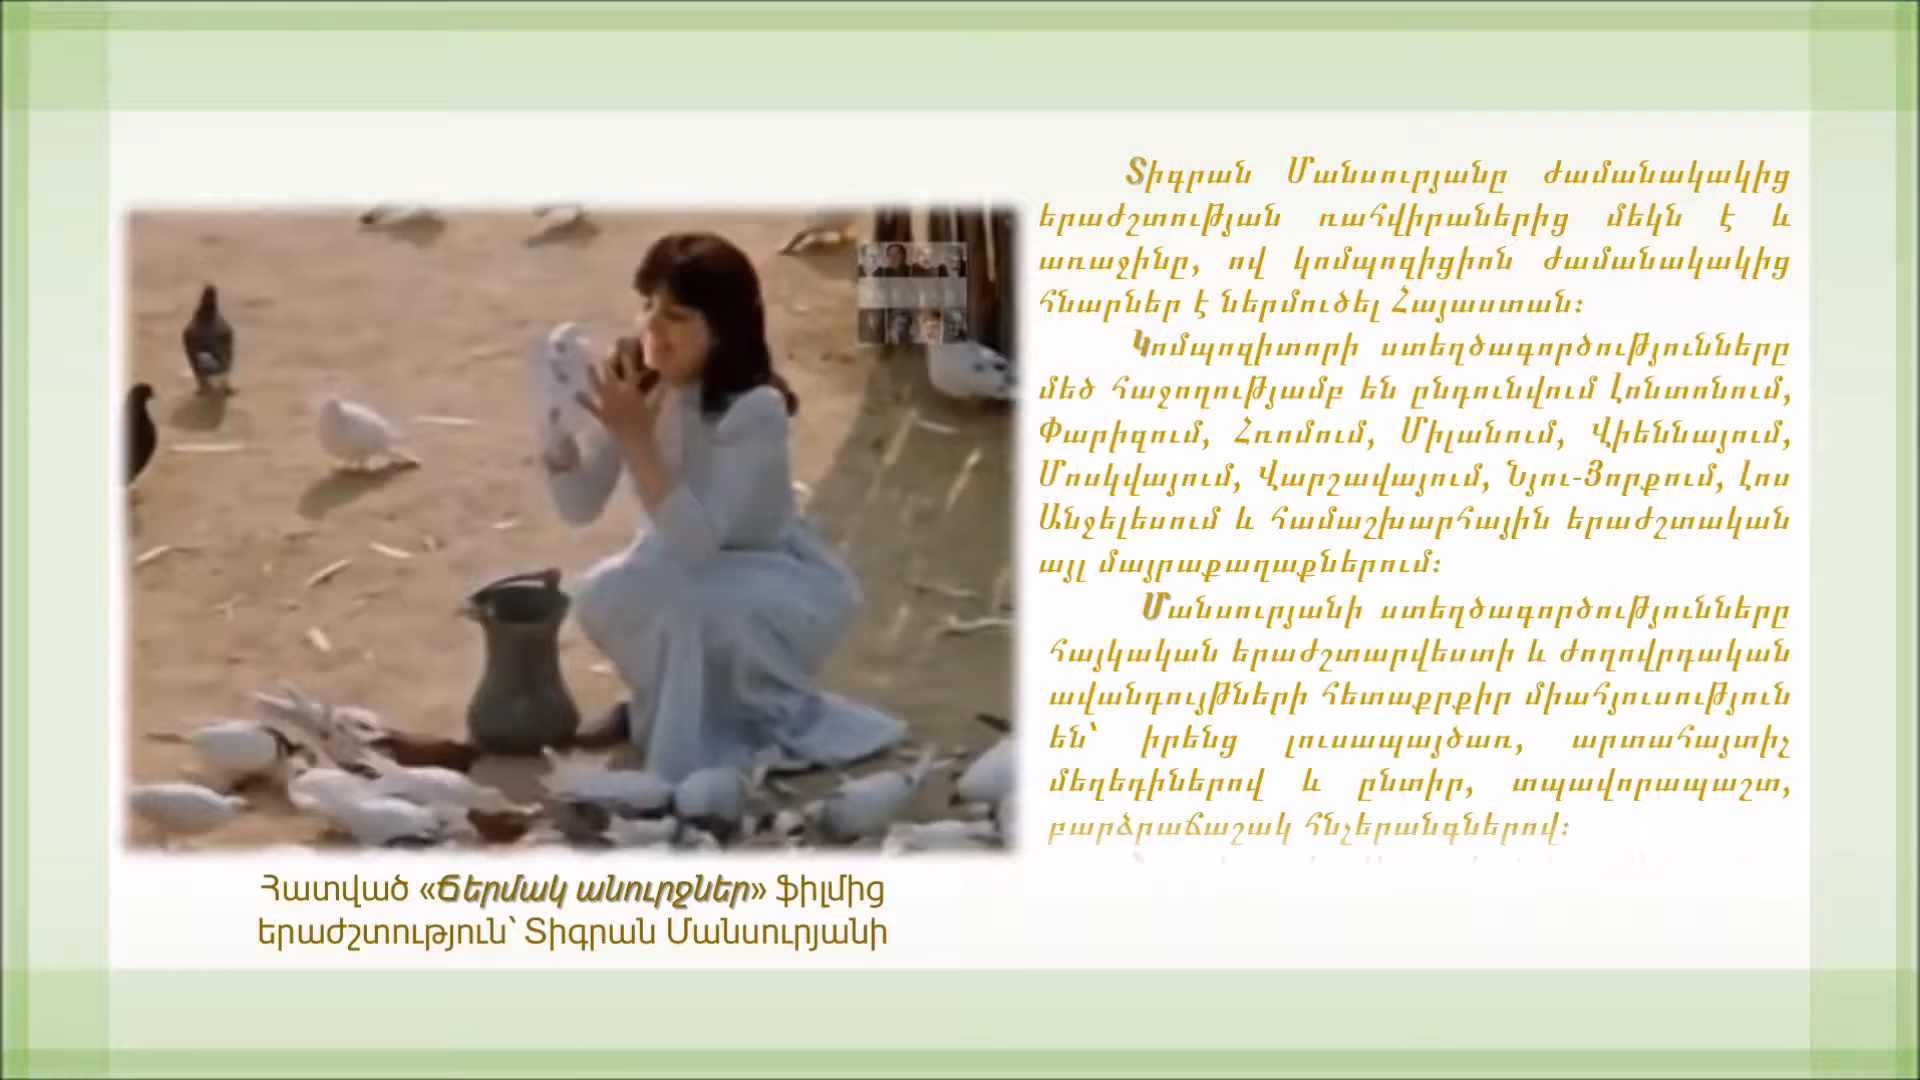 Տիգրան Մանսուրյանը ժամանակակից
երաժշտության ռահվիրաներից մեկն է և
առաջինը, ով կոմպոզիցիոն ժամանակակից
հնարներ է ներմուծել Հայաստան։
Կոմպոզիտորի ստեղծագործությունները
մեծ հաջողությամբ են ընդունվում Լոնտոնում,
Փարիզում, Հռոմում, Միլանում, Վիեննայում,
Մոսկվայում, Վարշավայում, Նյու-Յորքում, Լոս
Անջելեսում և համաշխարհային երաժշտական
այլ մայրաքաղաքներում։
Մանսուրյանի ստեղծագործությունները
հայկական երաժշտարվեստի և ժողովրդական
ավանդույթների հետաքրքիր միահյուսություն
են՝ իրենց լուսապայծառ, արտահայտիչ
մեղեդիներով և ընտիր, տպավորապաշտ,
բարձրաճաշակ հնչերանգներով։
Հատված «Ճերմակ անուրջներ» ֆիլմից
երաժշտություն՝ Տիգրան Մանսուրյանի